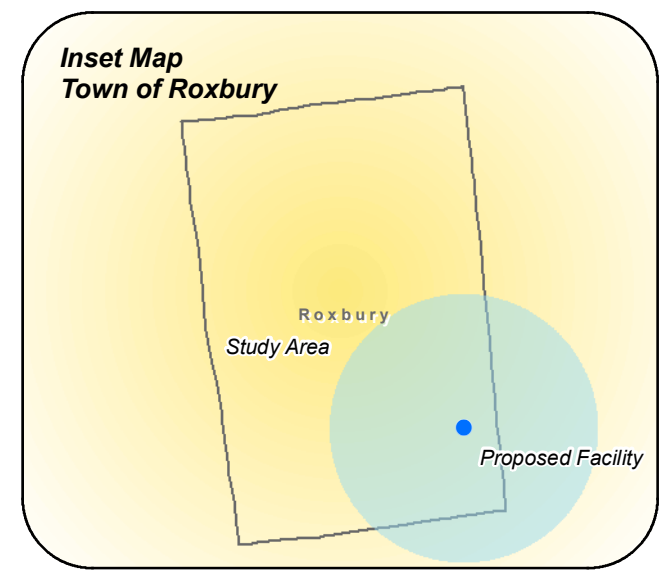 Inset Map
Town of Roxbury
Roxbury
Study Area
Proposed Facility